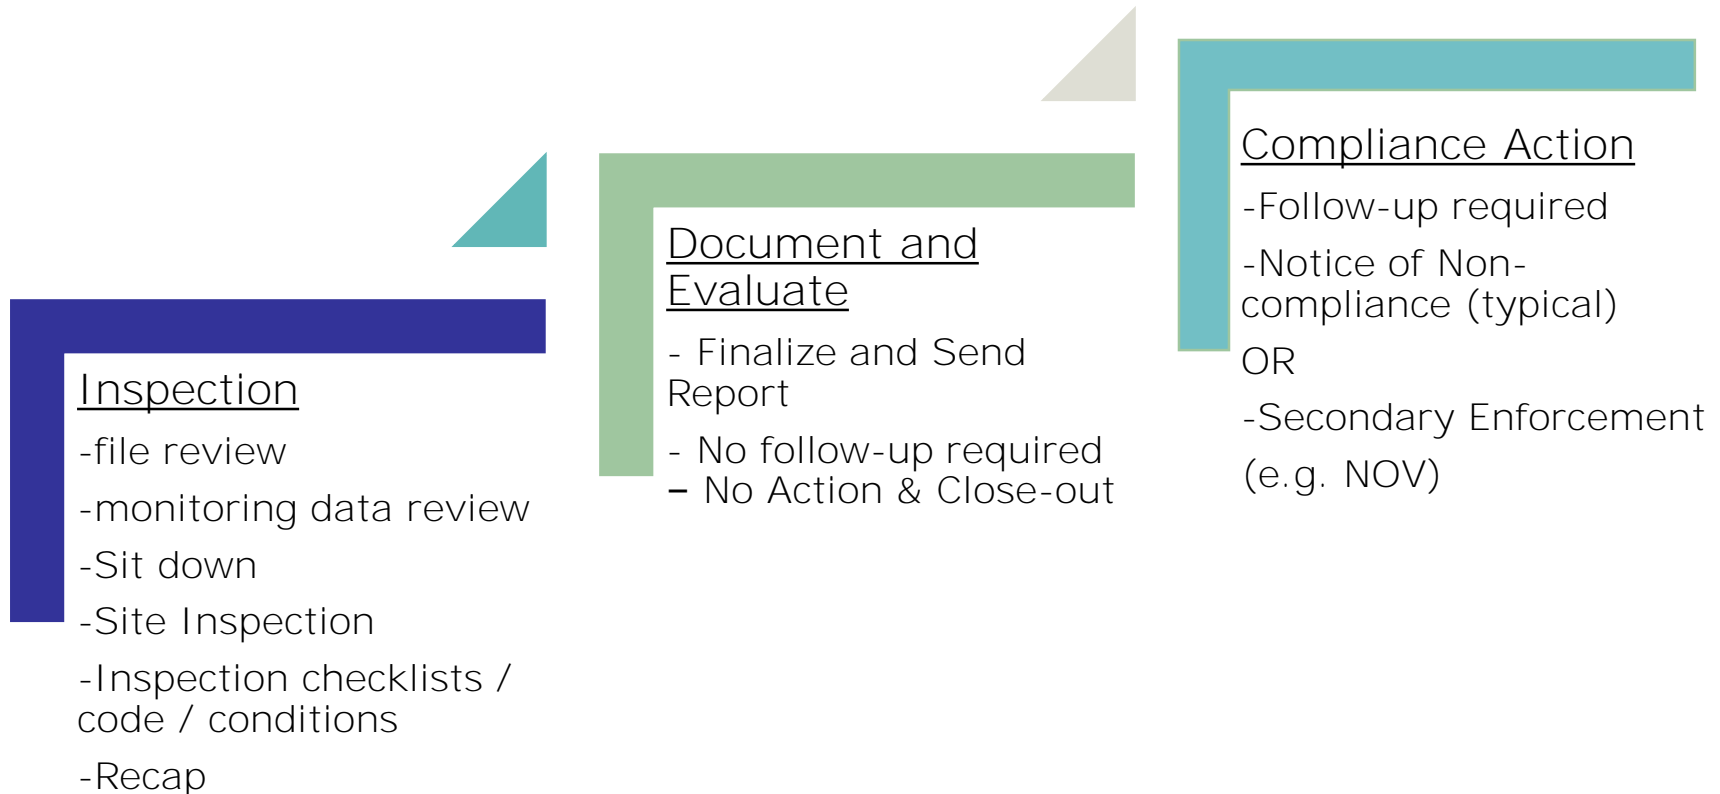 Inspection
-file review
-monitoring data review
-Sit down
-Site Inspection
-Inspection checklists /
code / conditions
-Recap
Document and
Evaluate
- Finalize and Send
Report
- No follow-up required
– No Action & Close-out
Compliance Action
-Follow-up required
-Notice of Non-
compliance (typical)
OR
-Secondary Enforcement
(e.g. NOV)